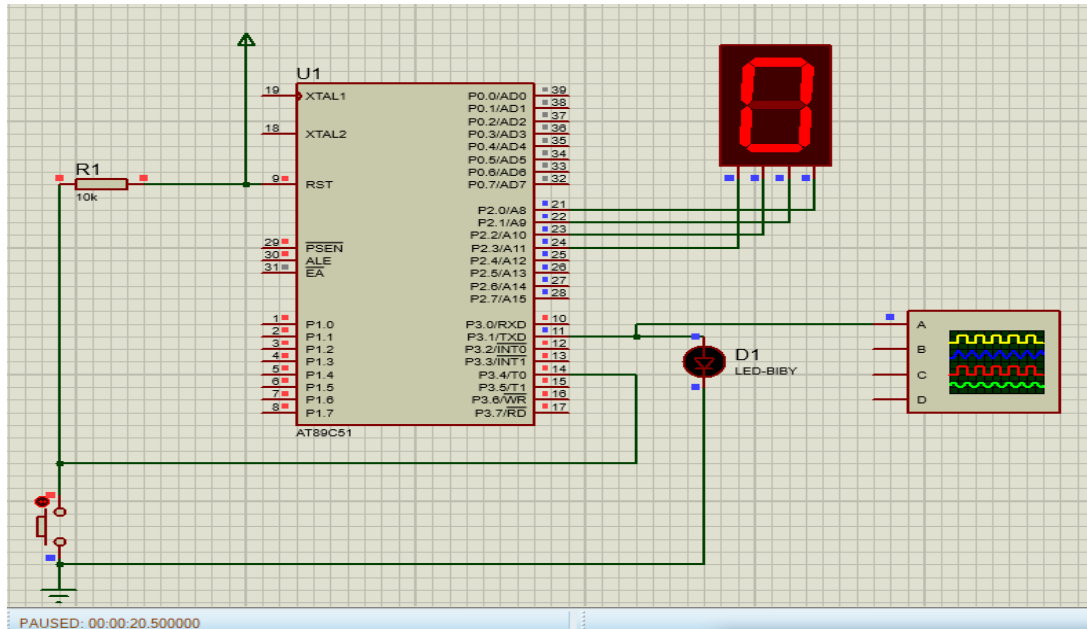 U1
19 XTAL1
18 XTAL2
9 RST
29 PSEN
30 ALE
31 EA
1 P1.0
2 P1.1
3 P1.2
4 P1.3
5 P1.4
6 P1.5
7 P1.6
8 P1.7
P0.0/AD0 39
P0.1/AD1 38
P0.2/AD2 37
P0.3/AD3 36
P0.4/AD4 35
P0.5/AD5 34
P0.6/AD6 33
P0.7/AD7 32
P2.0/A8 21
P2.1/A9 22
P2.2/A10 23
P2.3/A11 24
P2.4/A12 25
P2.5/A13 26
P2.6/A14 27
P2.7/A15 28
P3.0/RXD 10
P3.1/TXD 11
P3.2/INT0 12
P3.3/INT1 13
P3.4/T0 14
P3.5/T1 15
P3.6/WR 16
P3.7/RD 17
AT89C51
R1
10k
0
D1
LED-BIBY
A
B
C
D
PAUSED: 00:00:20.500000